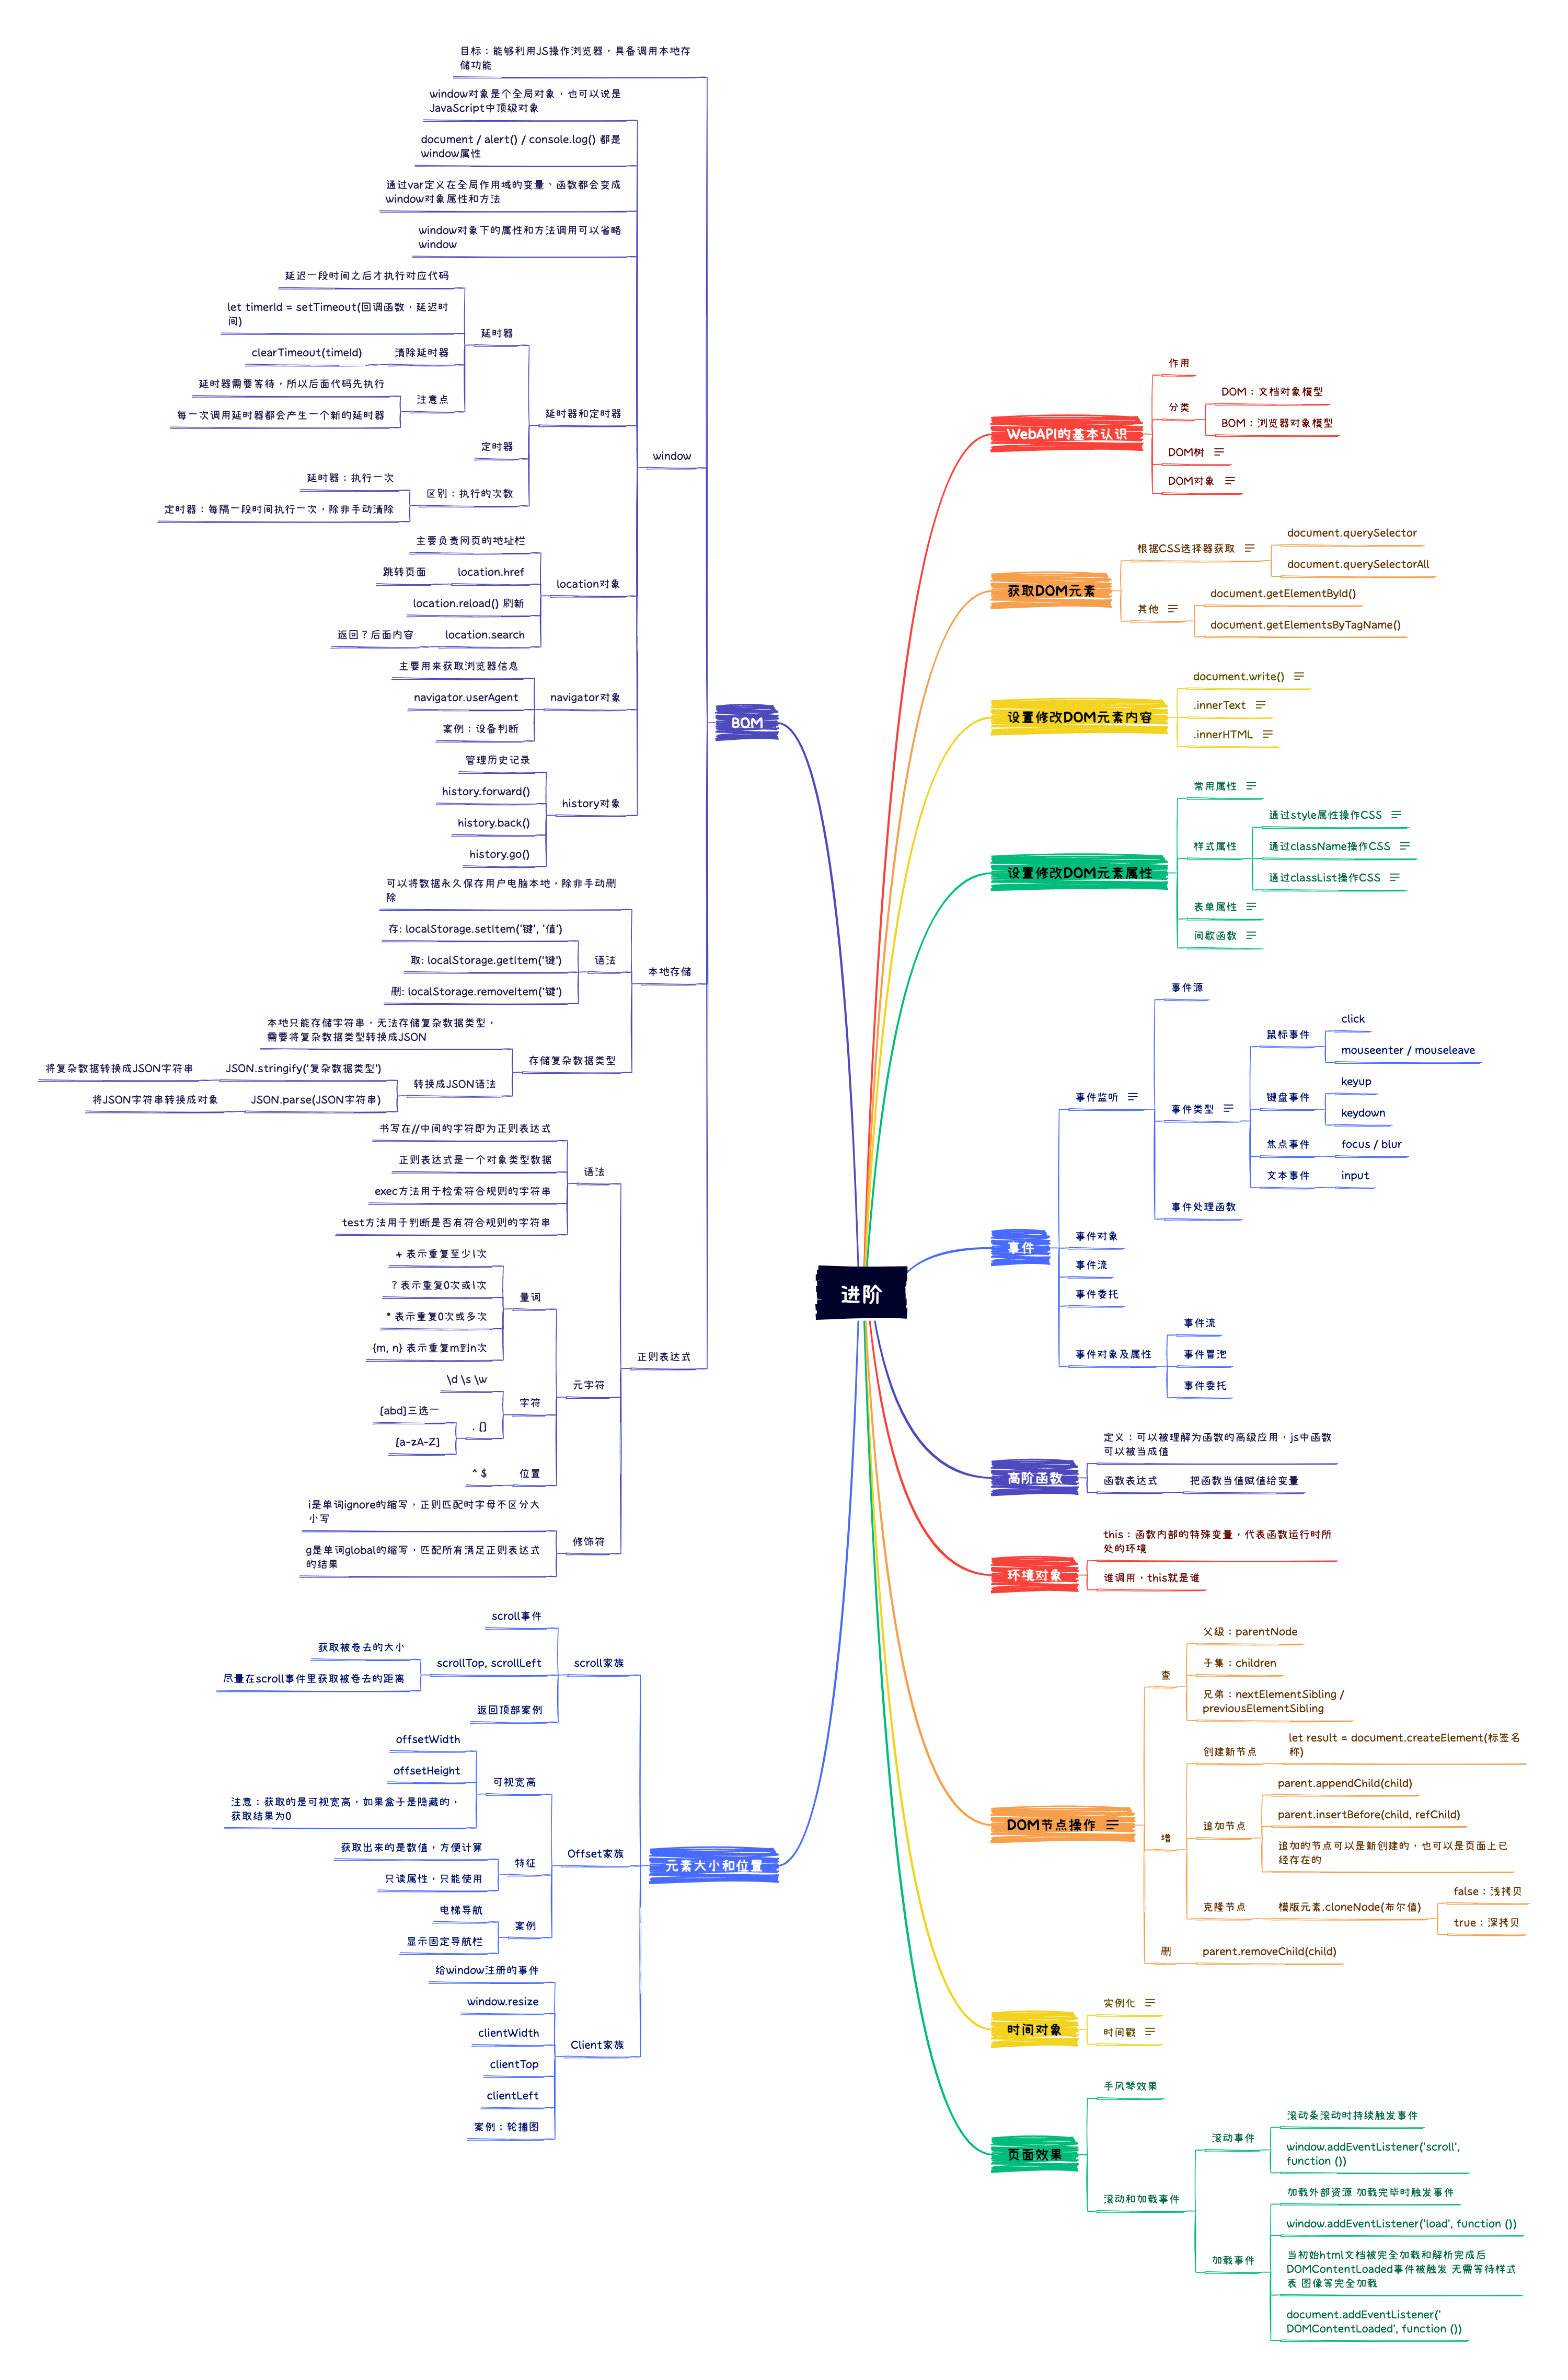 进阶
WebAPI的基本认识
作用
分类
DOM：文档对象模型
BOM：浏览器对象模型
DOM树
DOM对象
获取DOM元素
根据CSS选择器获取
document.querySelector
document.querySelectorAll
其他
document.getElementById()
document.getElementsByTagName()
设置修改DOM元素内容
document.write()
.innerText
.innerHTML
设置修改DOM元素属性
常用属性
样式属性
通过style属性操作CSS
通过className操作CSS
通过classList操作CSS
表单属性
间歇函数
事件
事件监听
事件源
事件类型
鼠标事件
click
mouseenter / mouseleave
键盘事件
keyup
keydown
焦点事件
focus / blur
文本事件
input
事件处理函数
事件对象
事件流
事件委托
事件对象及属性
事件流
事件冒泡
事件委托
高阶函数
定义：可以被理解为函数的高级应用，js中函数
可以被当成值
函数表达式
把函数当值赋值给变量
环境对象
this：函数内部的特殊变量，代表函数运行时所
处的环境
谁调用，this就是谁
DOM节点操作
查
父级：parentNode
子集：children
兄弟：nextElementSibling /
previousElementSibling
增
创建新节点
let result = document.createElement(标签名
称)
追加节点
parent.appendChild(child)
parent.insertBefore(child, refChild)
追加的节点可以是新创建的，也可以是页面上已
经存在的
克隆节点
模版元素.cloneNode(布尔值)
false：浅拷贝
true：深拷贝
删
parent.removeChild(child)
时间对象
实例化
时间戳
页面效果
手风琴效果
滚动和加载事件
滚动事件
滚动条滚动时持续触发事件
window.addEventListener('scroll',
function ())
加载事件
加载外部资源 加载完毕时触发事件
window.addEventListener('load', function ())
当初始html文档被完全加载和解析完成后
DOMContentLoaded事件被触发 无需等待样式
表 图像等完全加载
document.addEventListener('
DOMContentLoaded', function ())
BOM
目标：能够利用JS操作浏览器，具备调用本地存
储功能
window
window对象是个全局对象，也可以说是
JavaScript中顶级对象
document / alert() / console.log() 都是
window属性
通过var定义在全局作用域的变量、函数都会变成
window对象属性和方法
window对象下的属性和方法调用可以省略
window
延时器和定时器
延时器
延迟一段时间之后才执行对应代码
let timerId = setTimeout(回调函数，延迟时
间)
清除延时器
clearTimeout(timeId)
注意点
延时器需要等待，所以后面代码先执行
每一次调用延时器都会产生一个新的延时器
定时器
区别：执行的次数
延时器：执行一次
定时器：每隔一段时间执行一次，除非手动清除
location对象
主要负责网页的地址栏
location.href
跳转页面
location.reload() 刷新
location.search
返回？后面内容
navigator对象
主要用来获取浏览器信息
navigator.userAgent
案例：设备判断
history对象
管理历史记录
history.forward()
history.back()
history.go()
本地存储
可以将数据永久保存用户电脑本地，除非手动删
除
语法
存: localStorage.setItem('键', '值')
取: localStorage.getItem('键')
删: localStorage.removeItem('键')
存储复杂数据类型
本地只能存储字符串，无法存储复杂数据类型，
需要将复杂数据类型转换成JSON
转换成JSON语法
JSON.stringify('复杂数据类型')
将复杂数据转换成JSON字符串
JSON.parse(JSON字符串)
将JSON字符串转换成对象
正则表达式
语法
书写在//中间的字符即为正则表达式
正则表达式是一个对象类型数据
exec方法用于检索符合规则的字符串
test方法用于判断是否有符合规则的字符串
元字符
量词
+ 表示重复至少1次
? 表示重复0次或1次
* 表示重复0次或多次
{m, n} 表示重复m到n次
字符
\d \s \w
. []
[abd]三选一
[a-zA-Z]
位置
^ $
修饰符
i是单词ignore的缩写，正则匹配时字母不区分大
小写
g是单词global的缩写，匹配所有满足正则表达式
的结果
元素大小和位置
scroll家族
scroll事件
scrollTop, scrollLeft
获取被卷去的大小
尽量在scroll事件里获取被卷去的距离
返回顶部案例
Offset家族
可视宽高
offsetWidth
offsetHeight
注意：获取的是可视宽高，如果盒子是隐藏的，
获取结果为0
特征
获取出来的是数值，方便计算
只读属性，只能使用
案例
电梯导航
显示固定导航栏
Client家族
给window注册的事件
window.resize
clientWidth
clientTop
clientLeft
案例：轮播图